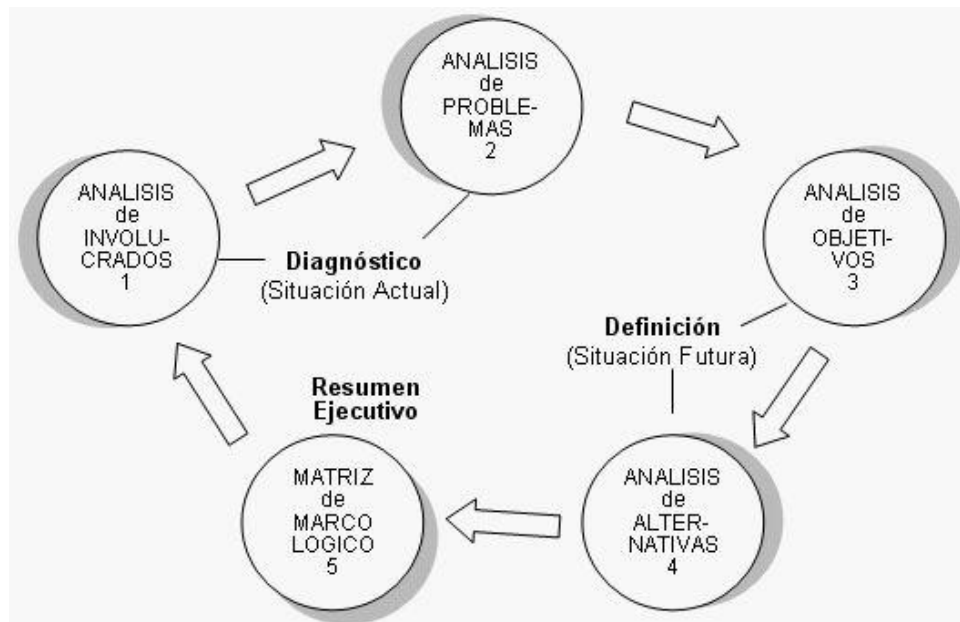 ANALISIS
de
PROBLE-
MAS
2
ANALISIS
de
INVOLU-
CRADOS
1
ANALISIS
de
OBJETI-
VOS
3
Diagnóstico
(Situación Actual)
Definición
(Situación Futura)
Resumen
Ejecutivo
MATRIZ
de
MARCO
LOGICO
5
ANALISIS
de
ALTER-
NATIVAS
4